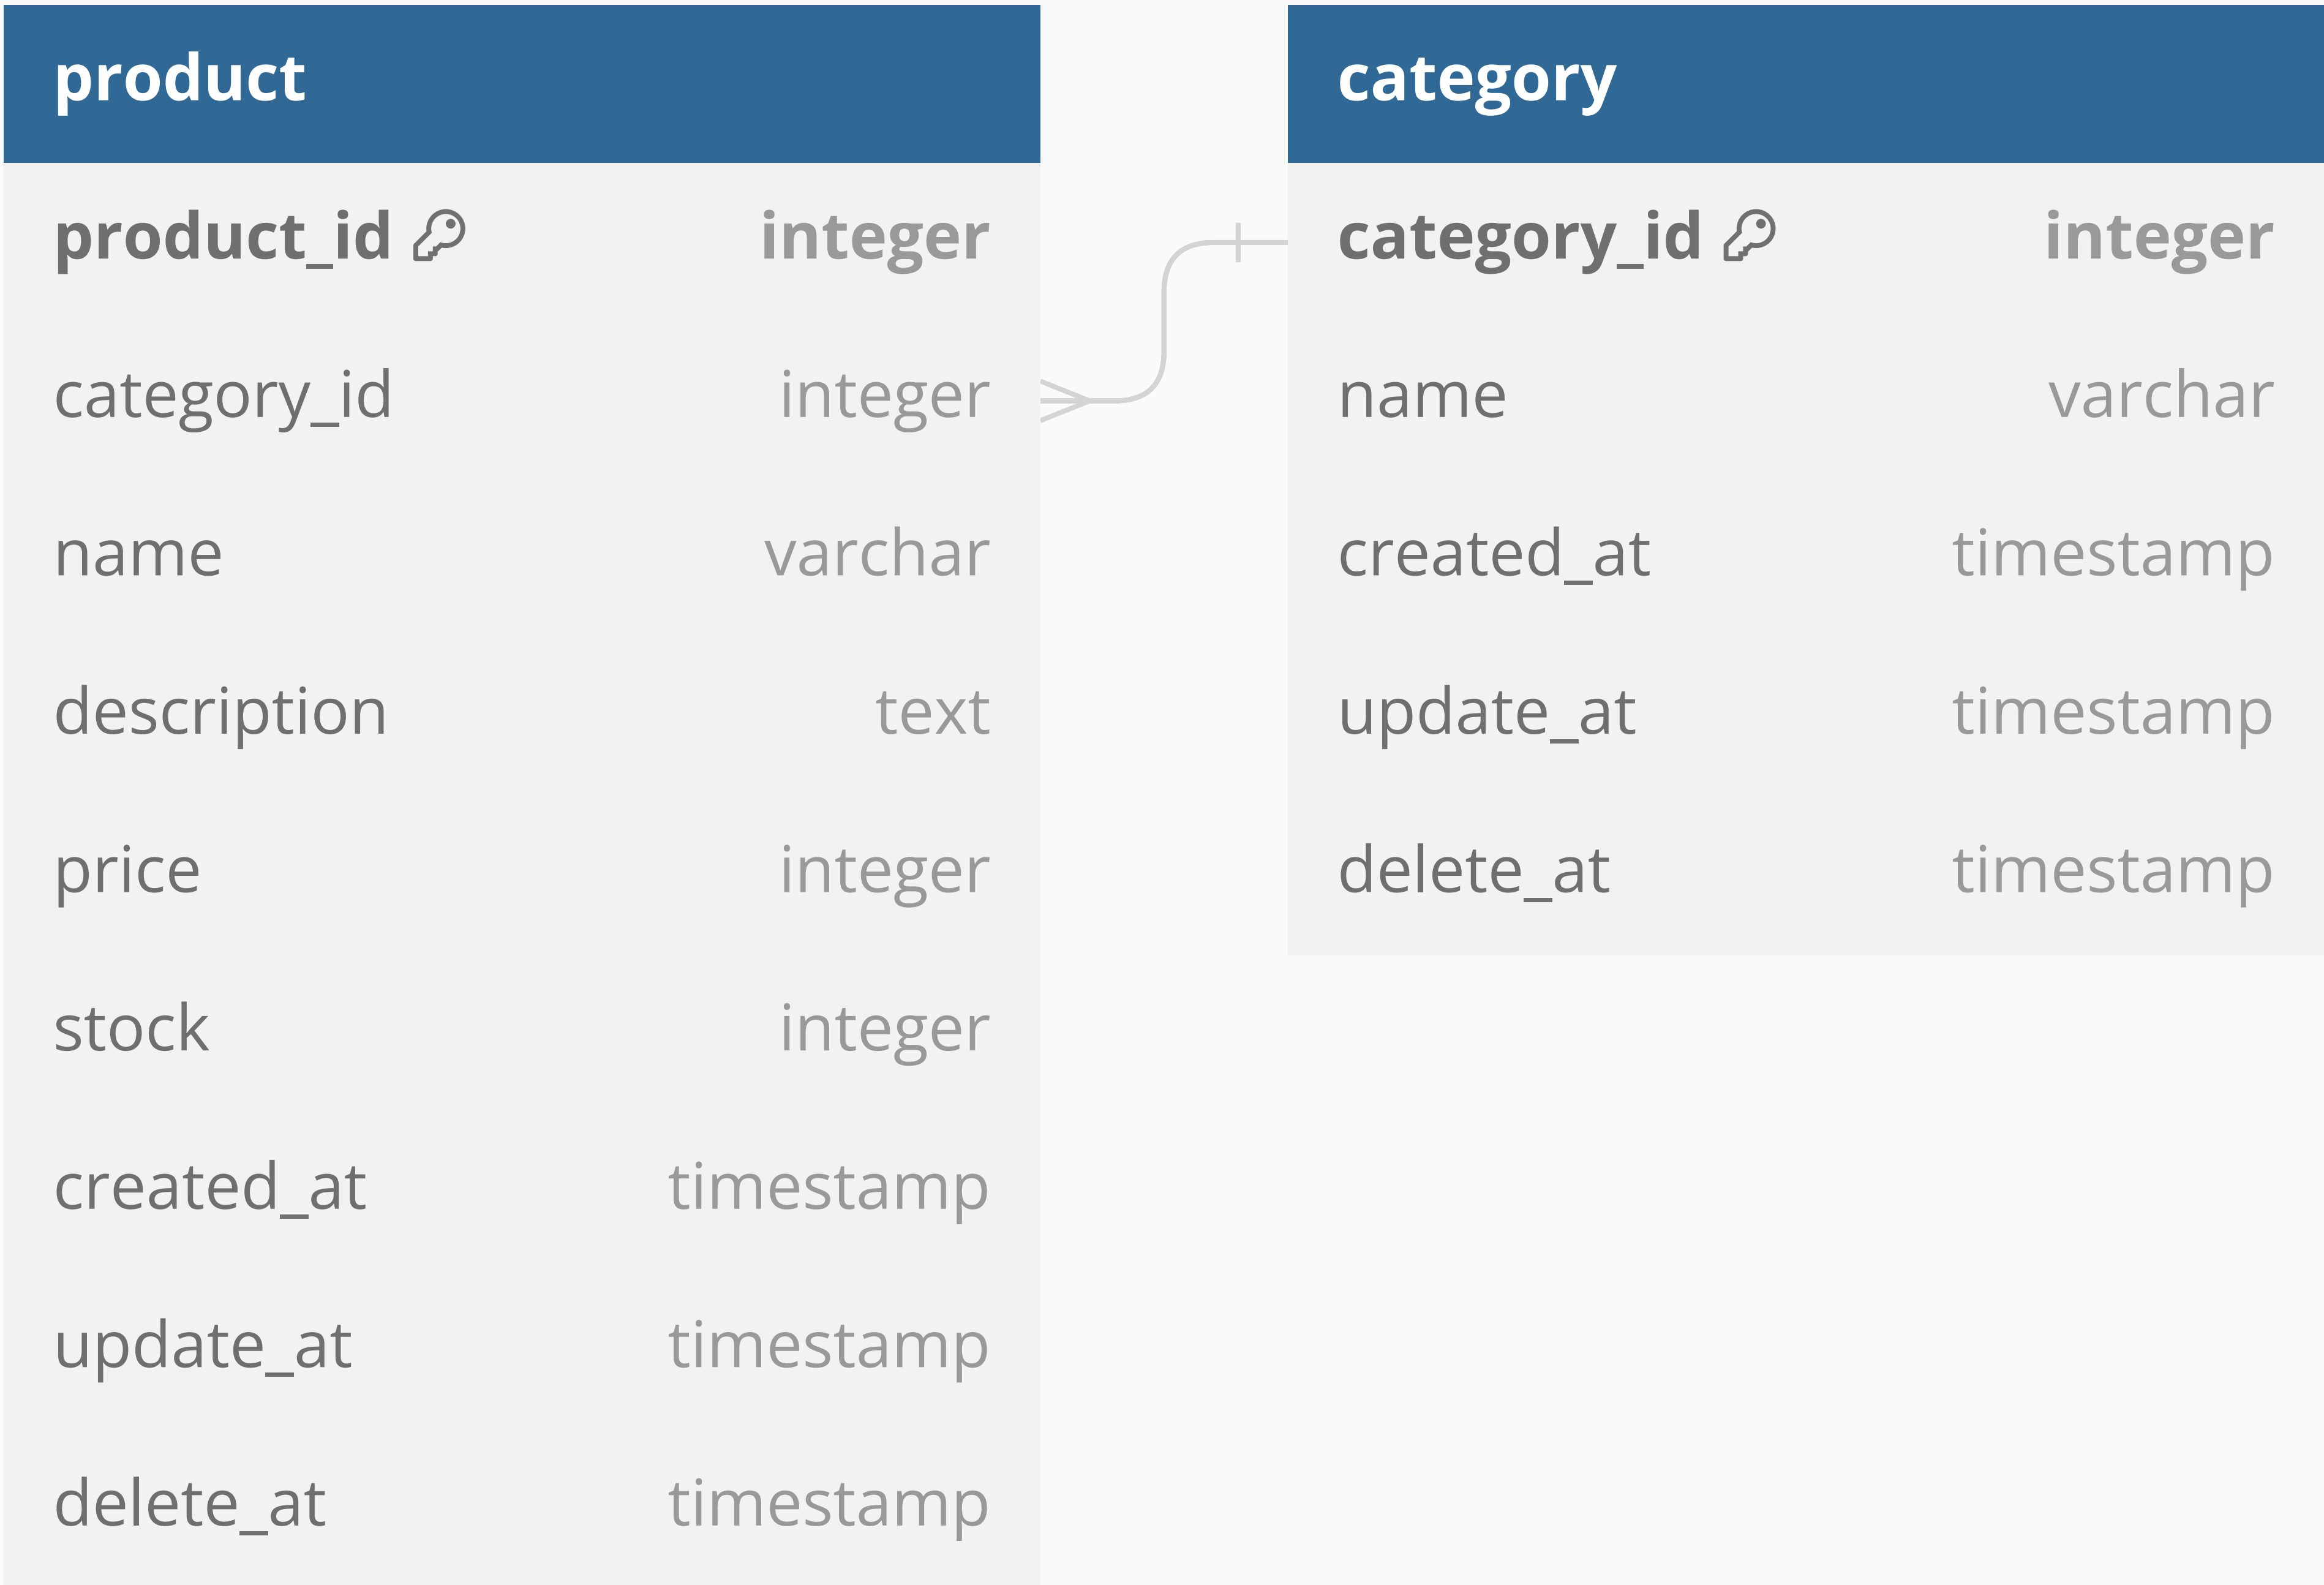 product
product_id integer
category_id integer
name varchar
description text
price integer
stock integer
created_at timestamp
update_at timestamp
delete_at timestamp
category
category_id integer
name varchar
created_at timestamp
update_at timestamp
delete_at timestamp